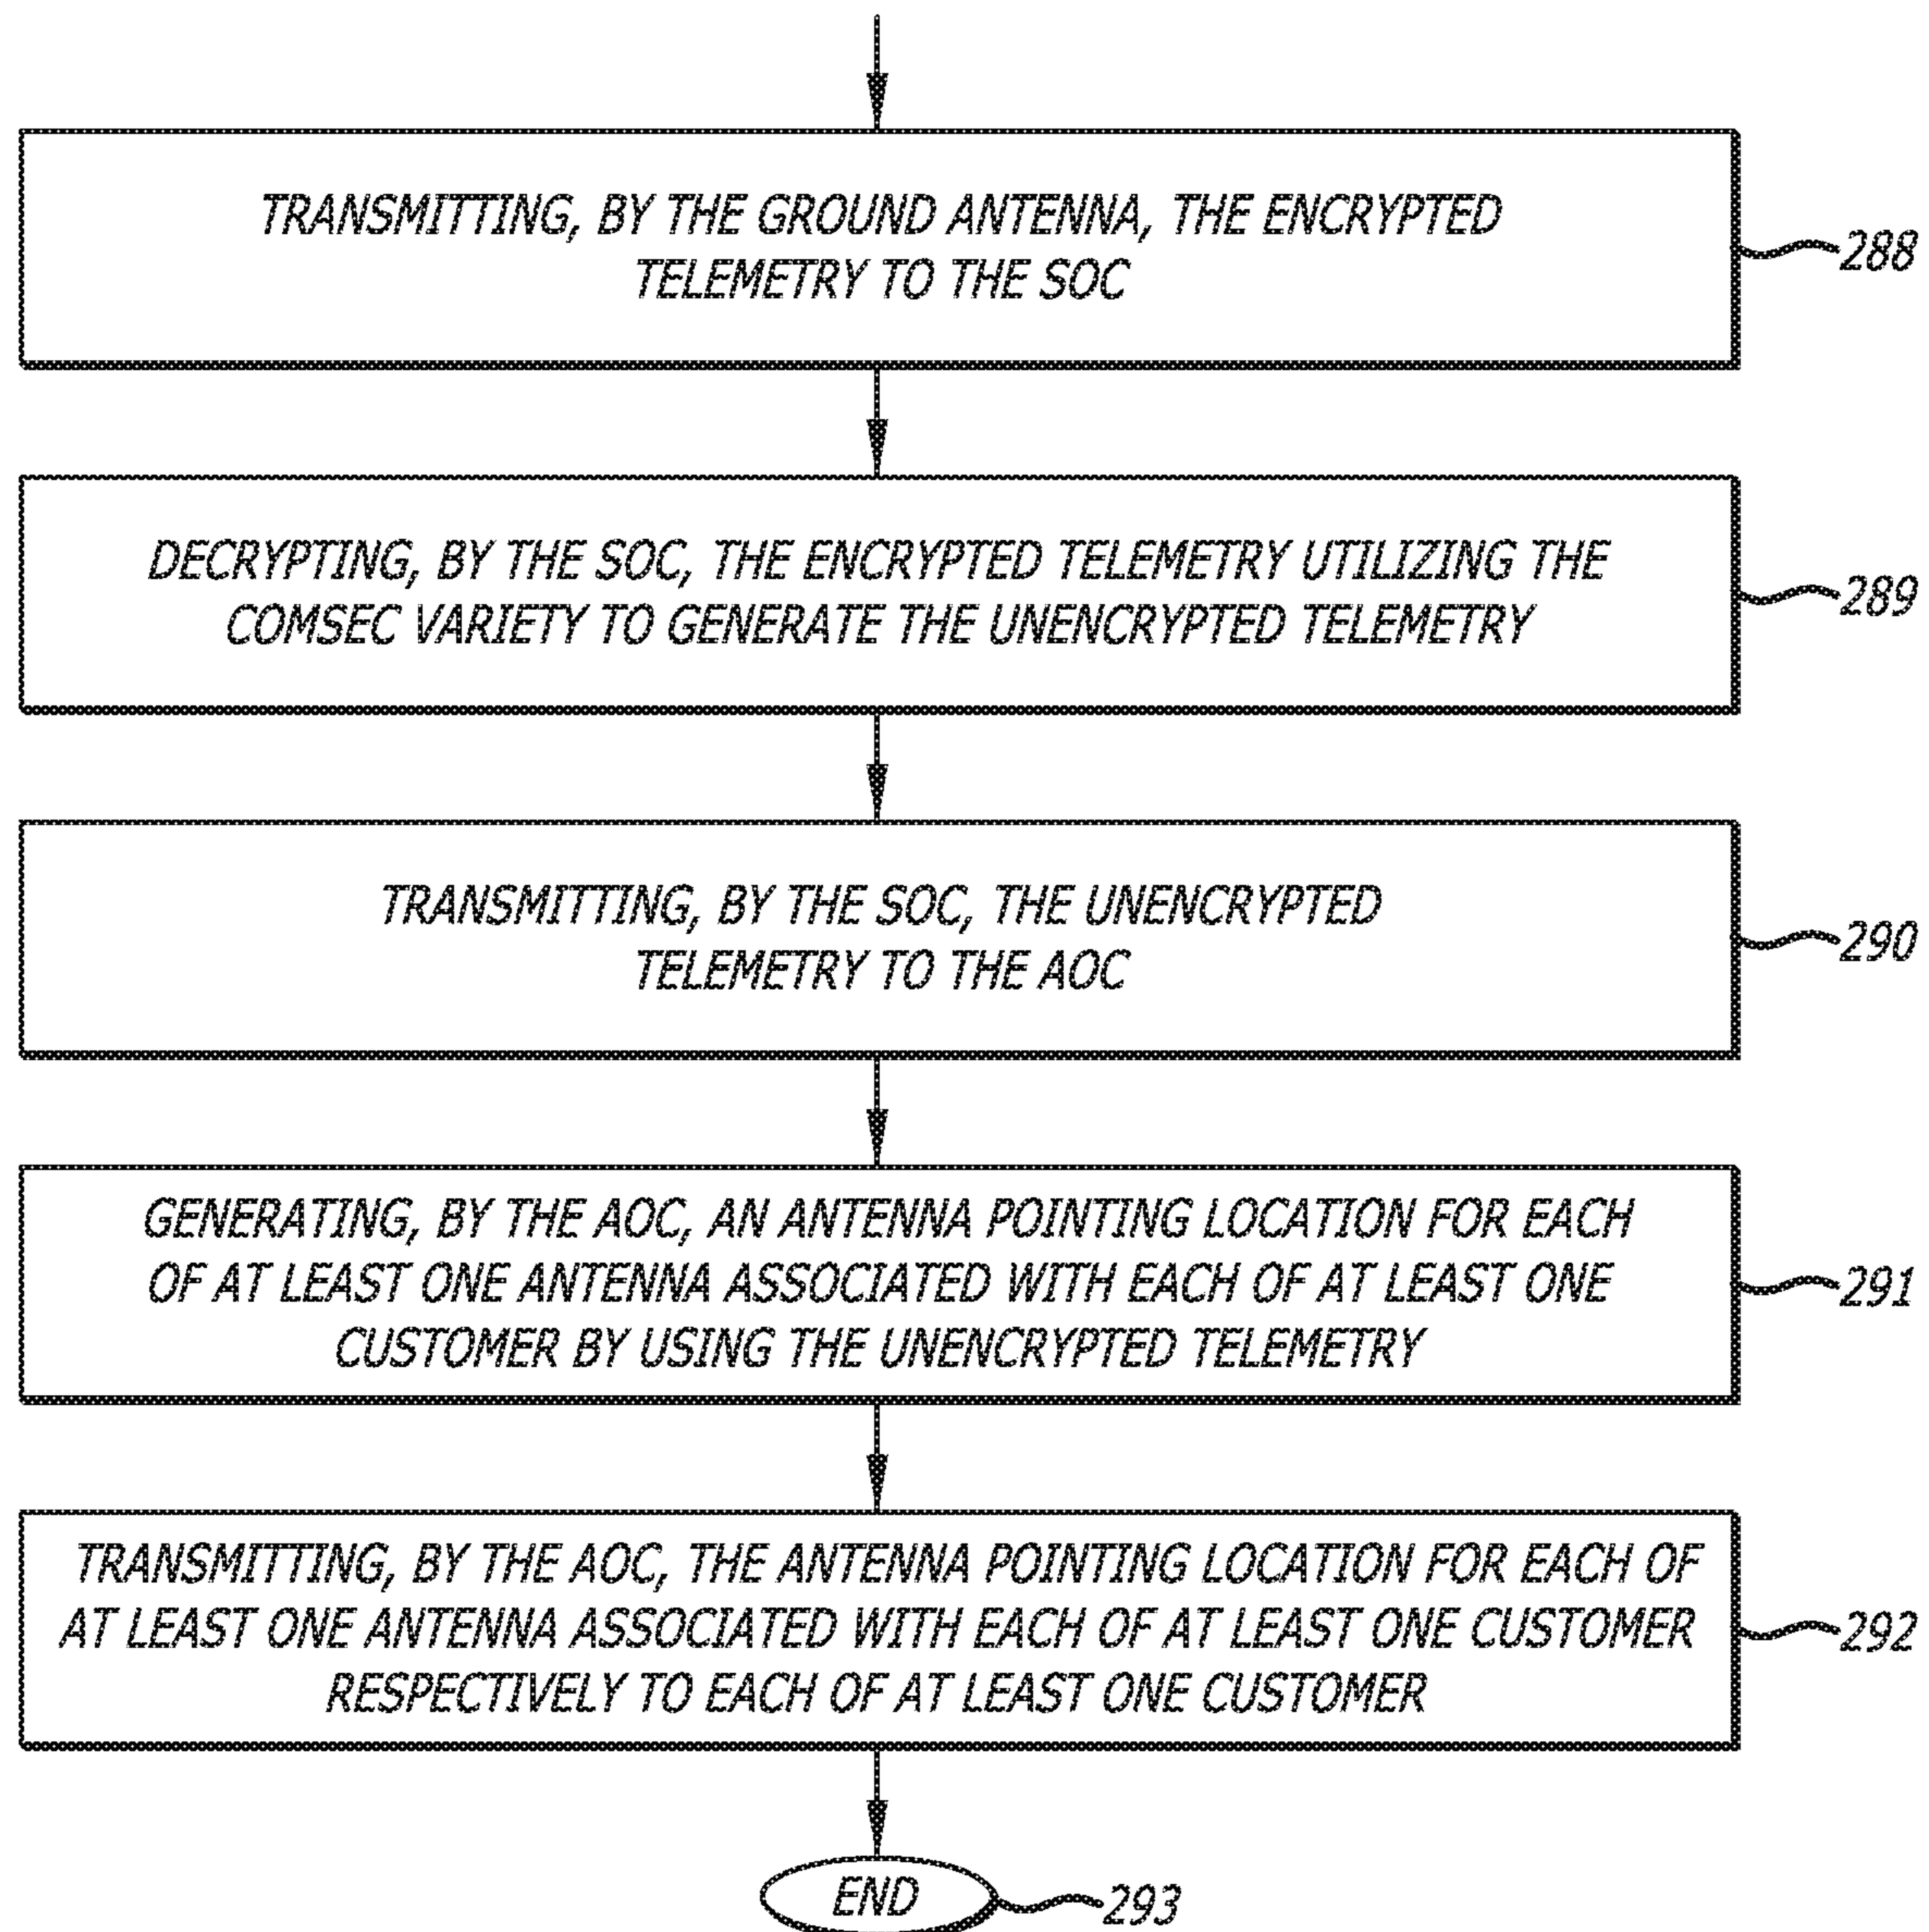 TRANSMITTING, BY THE GROUND ANTENNA, THE ENCRYPTED
TELEMETRY TO THE SOC
288
DECRYPTING, BY THE SOC, THE ENCRYPTED TELEMETRY UTILIZING THE
COMSEC VARIETY TO GENERATE THE UNENCRYPTED TELEMETRY
289
TRANSMITTING, BY THE SOC, THE UNENCRYPTED
TELEMETRY TO THE AOC
290
GENERATING, BY THE AOC, AN ANTENNA POINTING LOCATION FOR EACH
OF AT LEAST ONE ANTENNA ASSOCIATED WITH EACH OF AT LEAST ONE
CUSTOMER BY USING THE UNENCRYPTED TELEMETRY
291
TRANSMITTING, BY THE AOC, THE ANTENNA POINTING LOCATION FOR EACH OF
AT LEAST ONE ANTENNA ASSOCIATED WITH EACH OF AT LEAST ONE CUSTOMER
RESPECTIVELY TO EACH OF AT LEAST ONE CUSTOMER
292
END
293